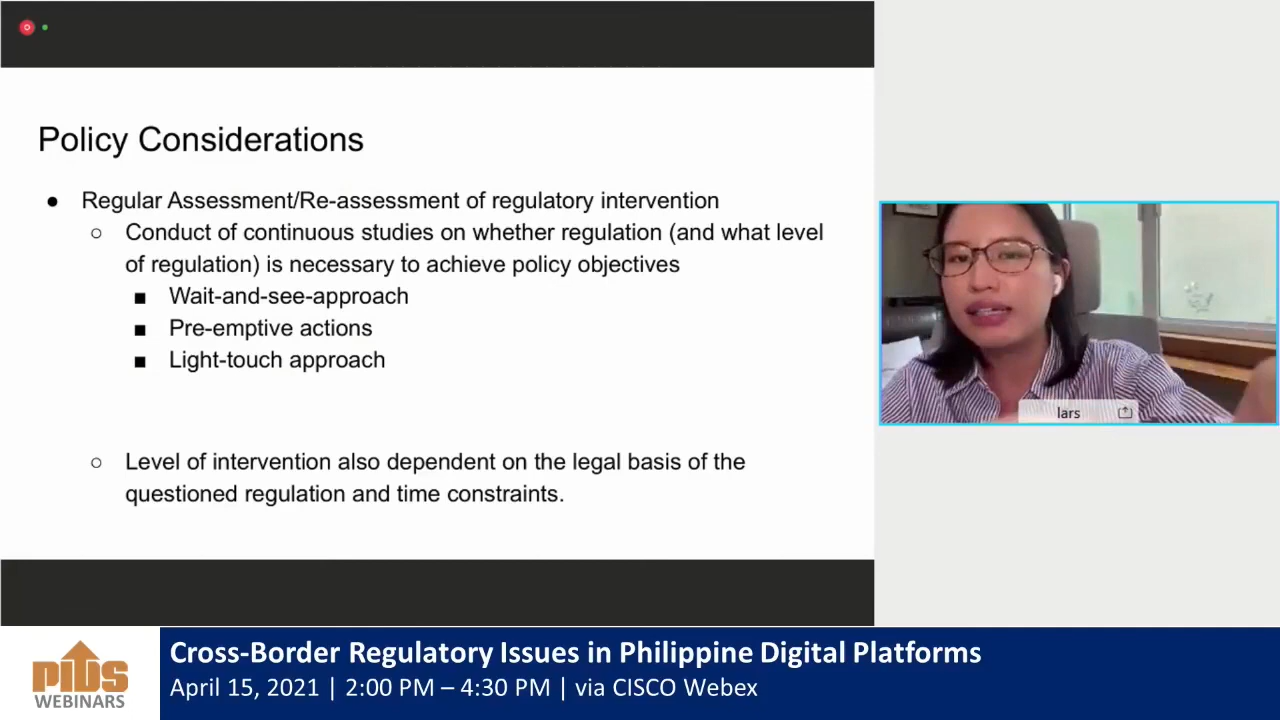 Policy Considerations
● Regular Assessment/Re-assessment of regulatory intervention
○ Conduct of continuous studies on whether regulation (and what level
of regulation) is necessary to achieve policy objectives
■ Wait-and-see-approach
■ Pre-emptive actions
■ Light-touch approach
○ Level of intervention also dependent on the legal basis of the
questioned regulation and time constraints.
lars
PIDS
WEBINARS
Cross-Border Regulatory Issues in Philippine Digital Platforms
April 15, 2021 | 2:00 PM – 4:30 PM | via CISCO Webex